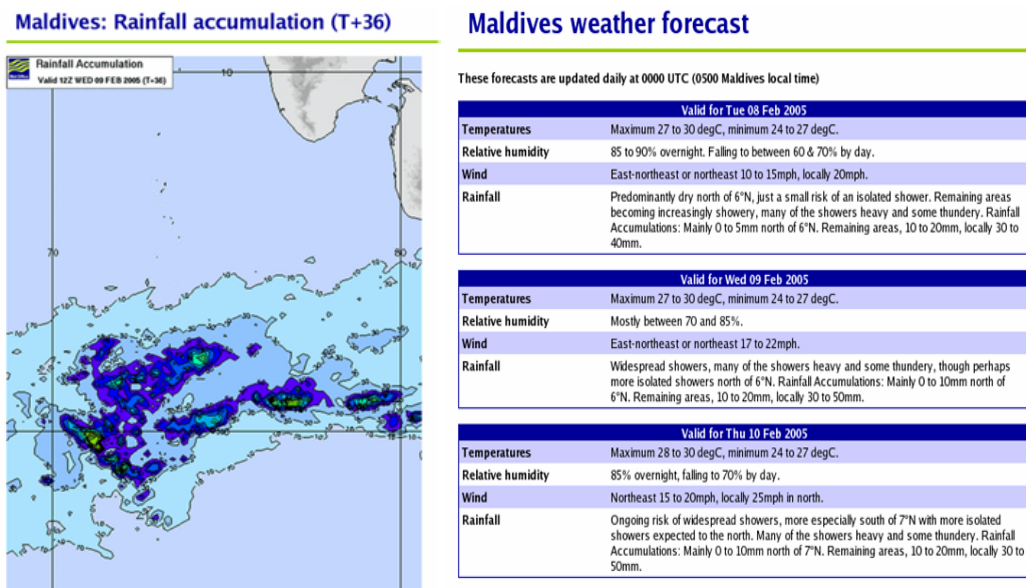 Maldives: Rainfall accumulation (T+36)
Rainfall Accumulation
Valid 12Z WED 09 FEB 2005 (T+36)
10
70
80
Maldives weather forecast
These forecasts are updated daily at 0000 UTC (0500 Maldives local time)
Valid for Tue 08 Feb 2005
Temperatures Maximum 27 to 30 degC, minimum 24 to 27 degC.
Relative humidity 85 to 90% overnight. Falling to between 60 & 70% by day.
Wind East-northeast or northeast 10 to 15mph, locally 20mph.
Rainfall Predominantly dry north of 6°N, just a small risk of an isolated shower. Remaining areas
becoming increasingly showery, many of the showers heavy and some thundery. Rainfall
Accumulations: Mainly 0 to 5mm north of 6°N. Remaining areas, 10 to 20mm, locally 30 to
40mm.
Valid for Wed 09 Feb 2005
Temperatures Maximum 27 to 30 degC, minimum 24 to 27 degC.
Relative humidity Mostly between 70 and 85%.
Wind East-northeast or northeast 17 to 22mph.
Rainfall Widespread showers, many of the showers heavy and some thundery, though perhaps
more isolated showers north of 6°N. Rainfall Accumulations: Mainly 0 to 10mm north of
6°N. Remaining areas, 10 to 20mm, locally 30 to 50mm.
Valid for Thu 10 Feb 2005
Temperatures Maximum 28 to 30 degC, minimum 24 to 27 degC.
Relative humidity 85% overnight, falling to 70% by day.
Wind Northeast 15 to 20mph, locally 25mph in north.
Rainfall Ongoing risk of widespread showers, more especially south of 7°N with more isolated
showers expected to the north. Many of the showers heavy and some thundery. Rainfall
Accumulations: Mainly 0 to 10mm north of 7°N. Remaining areas, 10 to 20mm, locally 30 to
50mm.